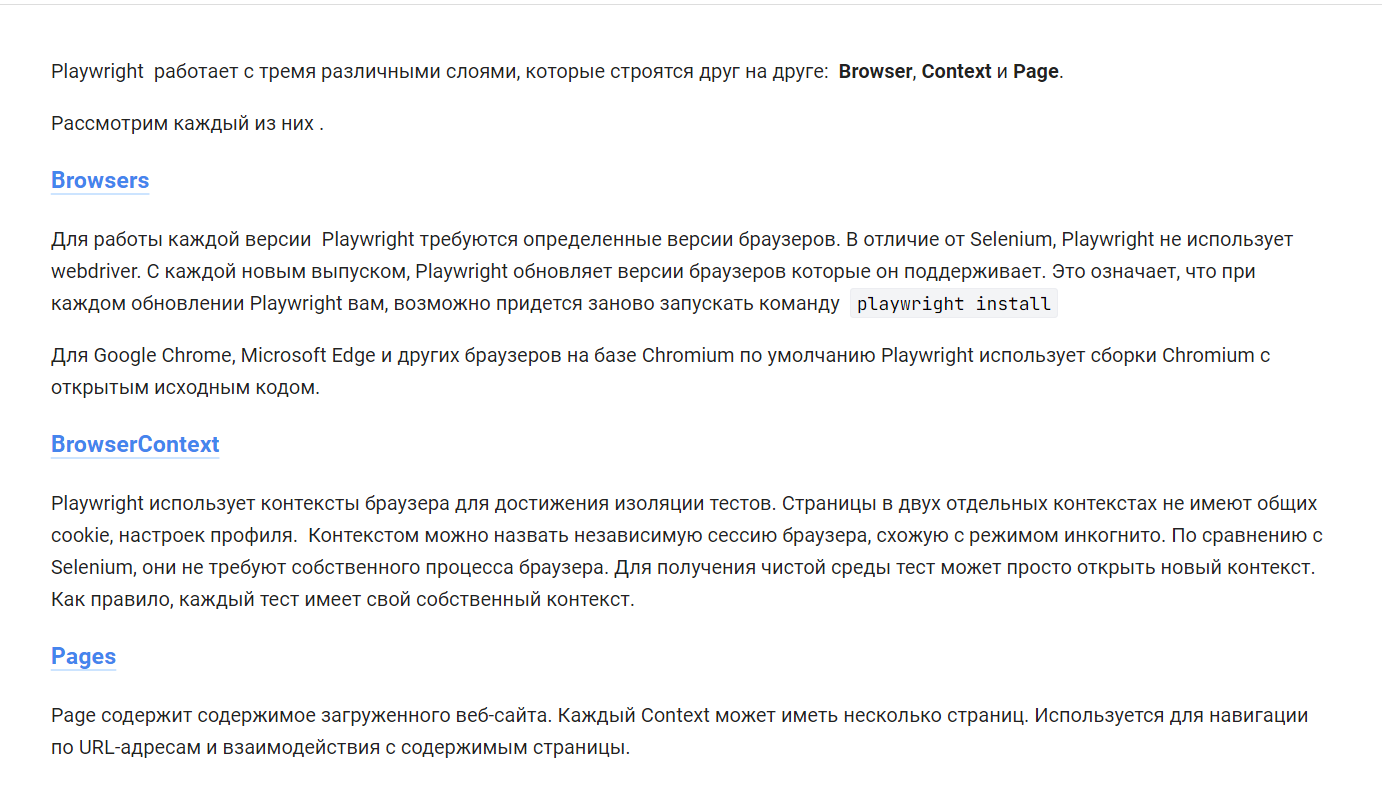 Playwright работает с тремя различными слоями, которые строятся друг на друге: Browser, Context и Page.
Рассмотрим каждый из них .
Browsers
Для работы каждой версии Playwright требуются определенные версии браузеров. В отличие от Selenium, Playwright не использует
webdriver. С каждой новым выпуском, Playwright обновляет версии браузеров которые он поддерживает. Это означает, что при
каждом обновлении Playwright вам, возможно придется заново запускать команду playwright install
Для Google Chrome, Microsoft Edge и других браузеров на базе Chromium по умолчанию Playwright использует сборки Chromium с
открытым исходным кодом.
BrowserContext
Playwright использует контексты браузера для достижения изоляции тестов. Страницы в двух отдельных контекстах не имеют общих
cookie, настроек профиля. Контекстом можно назвать независимую сессию браузера, схожую с режимом инкогнито. По сравнению с
Selenium, они не требуют собственного процесса браузера. Для получения чистой среды тест может просто открыть новый контекст.
Как правило, каждый тест имеет свой собственный контекст.
Pages
Page содержит содержимое загруженного веб-сайта. Каждый Context может иметь несколько страниц. Используется для навигации
по URL-адресам и взаимодействия с содержимым страницы.